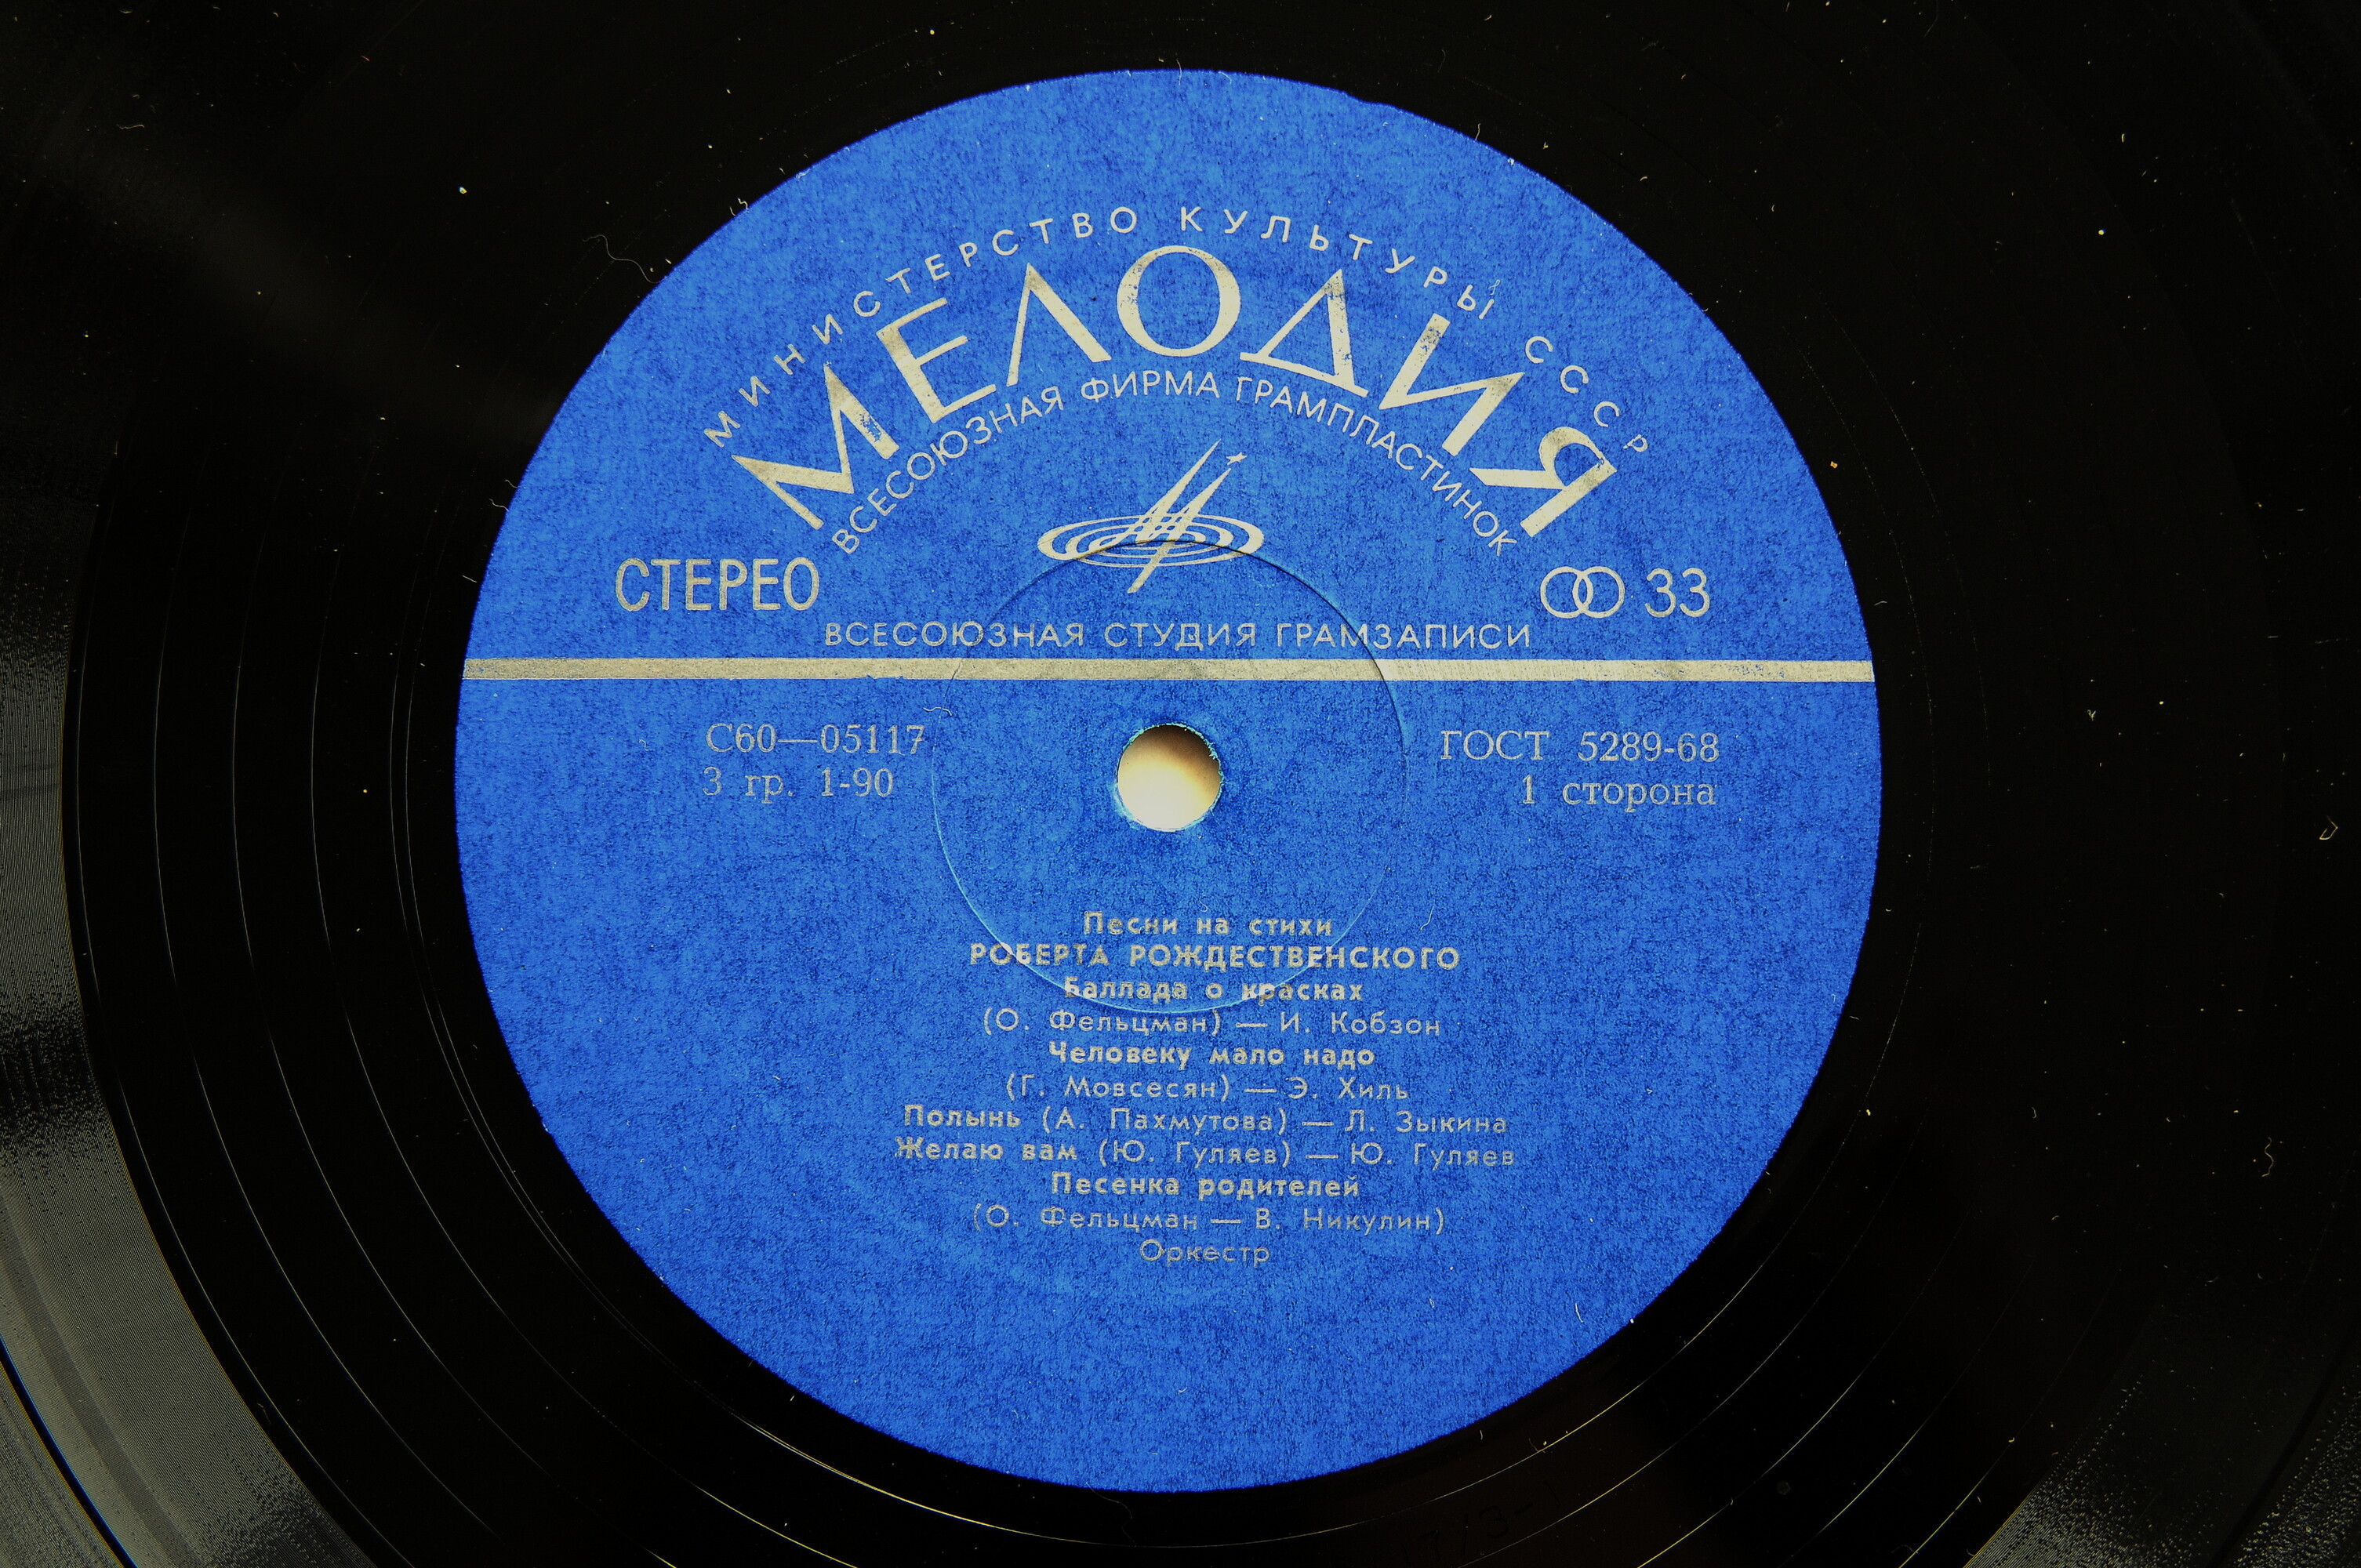 МИНИСТЕРСТВО КУЛЬТУРЫ СССР
МЕЛОДИЯ
ВСЕСОЮЗНАЯ ФИРМА ГРАМПЛАСТИНОК
СТЕРЕО 33
ВСЕСОЮЗНАЯ СТУДИЯ ГРАМЗАПИСИ
С60—05117 ГОСТ 5289-68
3 гр. 1-90 1 сторона
Песни на стихи
РОБЕРТА РОЖДЕСТВЕНСКОГО
Баллада о красках
(О. Фельцман) — И. Кобзон
Человеку мало надо
(Г. Мовсесян) — Э. Хиль
Полынь (А. Пахмутова) — Л. Зыкина
Желаю вам (Ю. Гуляев) — Ю. Гуляев
Песенка родителей
(О. Фельцман — В. Никулин)
Оркестр